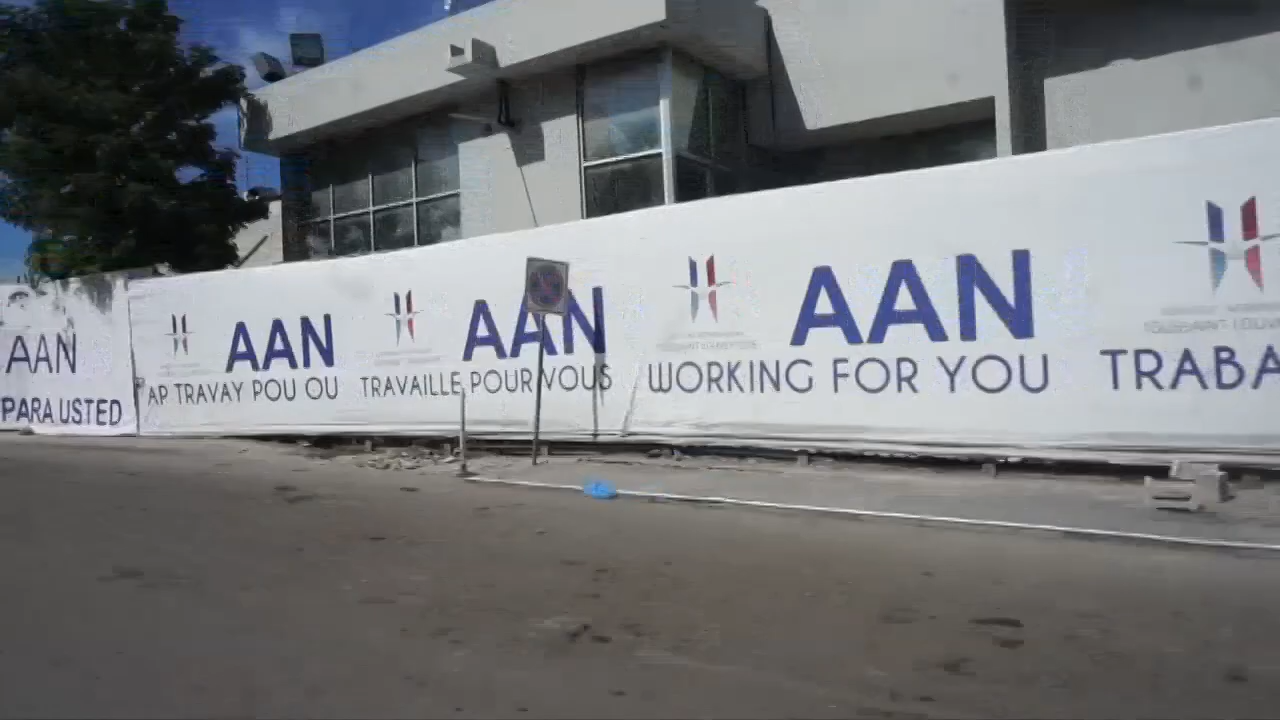 AAN
PARA USTED
AAN
AP TRAVAY POU OU
AAN
TRAVAILLE POUR VOUS
AAN
WORKING FOR YOU
TRABA